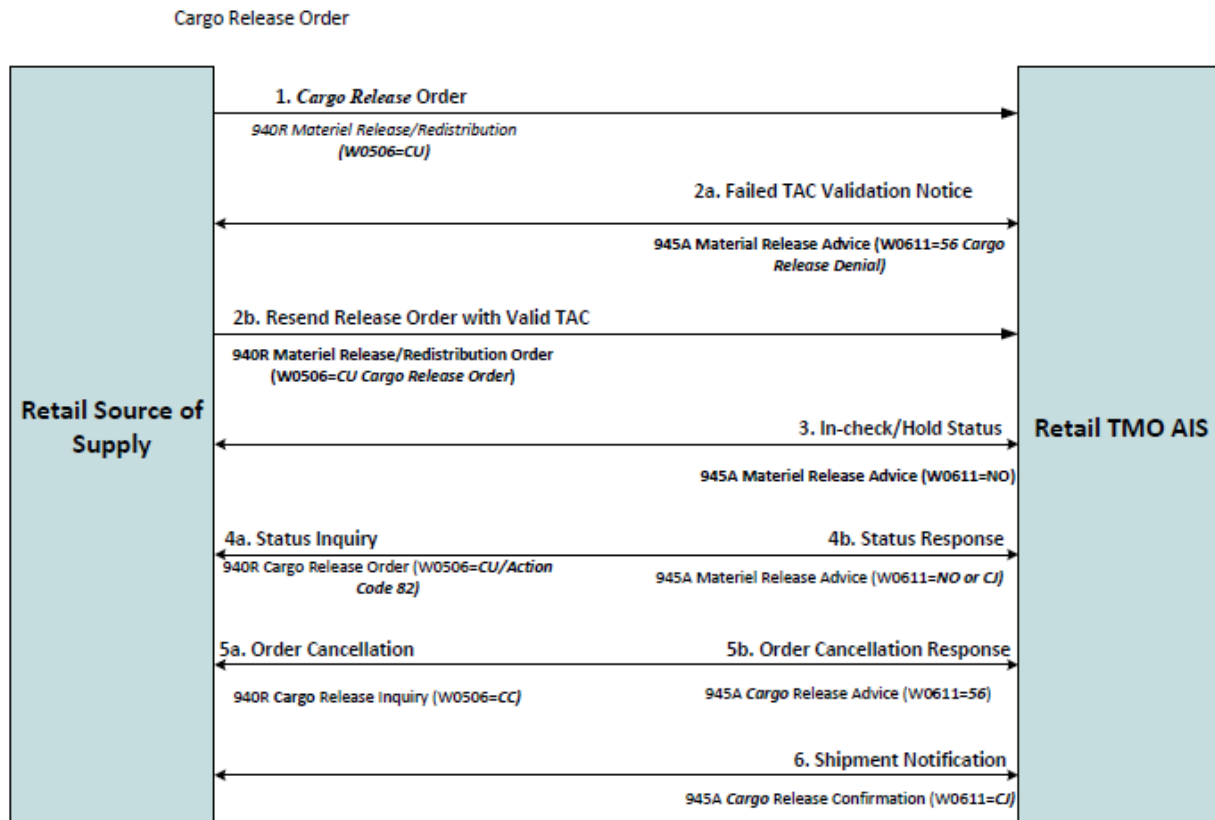 Cargo Release Order
1. Cargo Release Order
940R Materiel Release/Redistribution
(W0506=CU)
2a. Failed TAC Validation Notice
945A Material Release Advice (W0611=56 Cargo
Release Denial)
2b. Resend Release Order with Valid TAC
940R Materiel Release/Redistribution Order
(W0506=CU Cargo Release Order)
Retail Source of
Supply
Retail TMO AIS
3. In-check/Hold Status
945A Materiel Release Advice (W0611=NO)
4a. Status Inquiry
940R Cargo Release Order (W0506=CU/Action
Code 82)
4b. Status Response
945A Materiel Release Advice (W0611=NO or CJ)
5a. Order Cancellation
940R Cargo Release Inquiry (W0506=CC)
5b. Order Cancellation Response
945A Cargo Release Advice (W0611=56)
6. Shipment Notification
945A Cargo Release Confirmation (W0611=CJ)